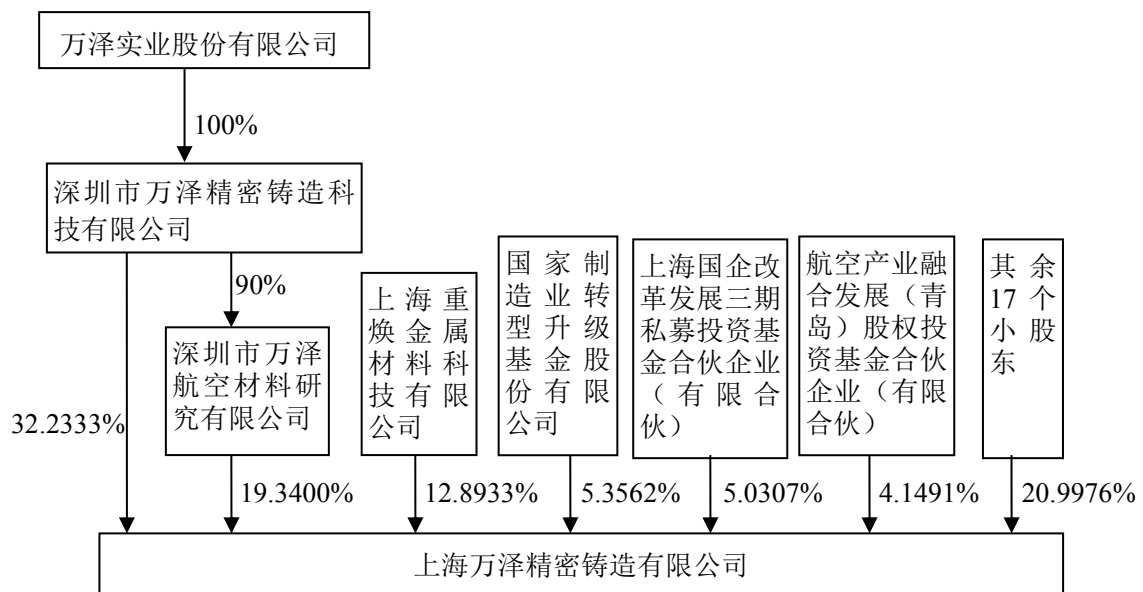 万泽实业股份有限公司
100%
深圳市万泽精密铸造科
技有限公司
90%
深圳市万泽
航空材料研
究有限公司
上海重
焕金属
材料科
技有限
公司
国家制
造业转
型升级
基金股
份有限
公司
上海国企改
革发展三期
私募投资基
金合伙企业
（有限合
伙）
航空产业融
合发展（青
岛）股权投
资基金合伙
企业（有限
合伙）
其余
17个
小股
东
32.2333%
19.3400%
12.8933%
5.3562%
5.0307%
4.1491%
20.9976%
上海万泽精密铸造有限公司